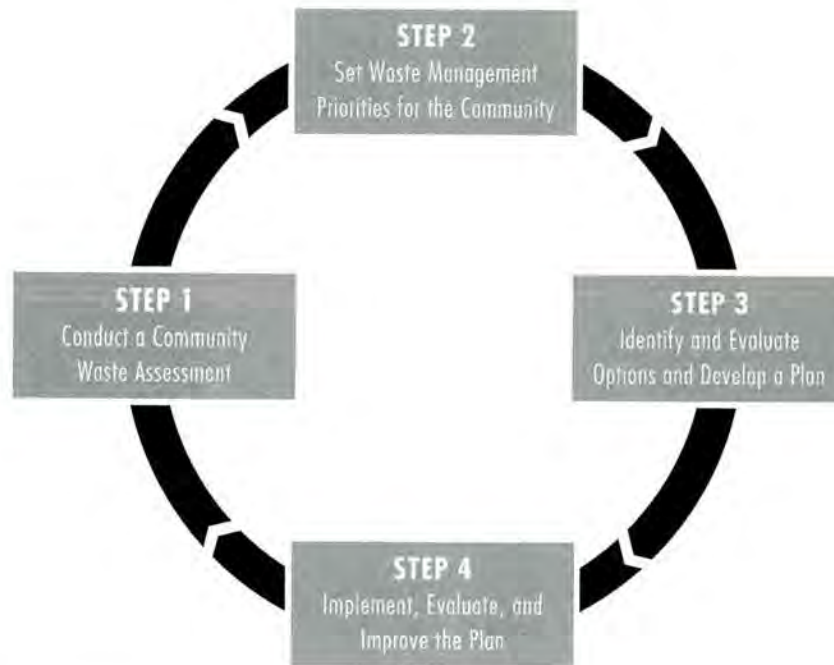 STEP 1
Conduct a Community
Waste Assessment
STEP 2
Set Waste Management
Priorities for the Community
STEP 3
Identify and Evaluate
Options and Develop a Plan
STEP 4
Implement, Evaluate, and
Improve the Plan